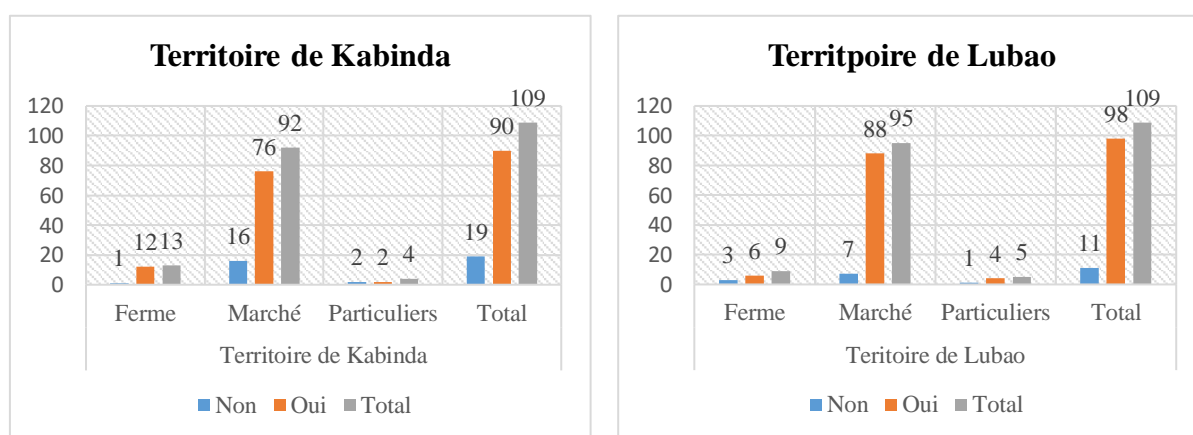 Territoire de Kabinda
120
100
80
60
40
20
0
1 12 13
16 76 92
2 2 4
19 90 109
Ferme Marché Particuliers Total
Territoire de Kabinda
Non Oui Total
Territpoire de Lubao
120
100
80
60
40
20
0
3 6 9
7 88 95
1 4 5
11 98 109
Ferme Marché Particuliers Total
Teritoire de Lubao
Non Oui Total